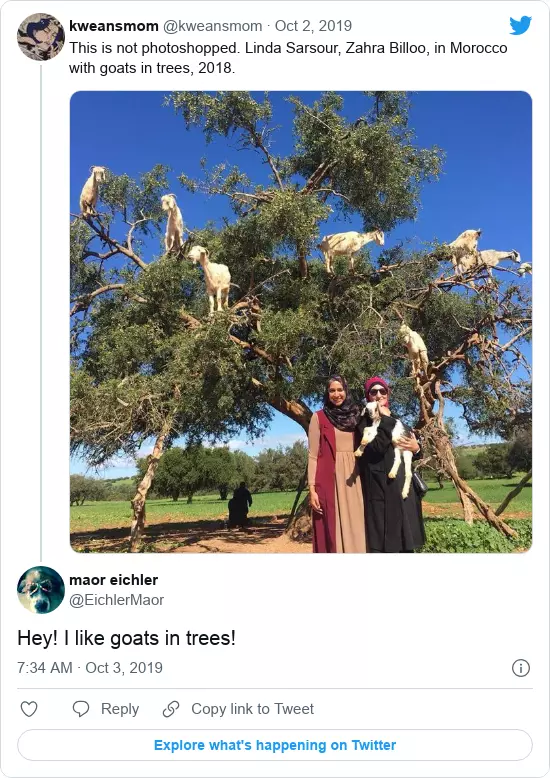 kweansmom @kweansmom · Oct 2, 2019
This is not photoshopped. Linda Sarsour, Zahra Billoo, in Morocco
with goats in trees, 2018.
maor eichler
@EichlerMaor
Hey! I like goats in trees!
7:34 AM · Oct 3, 2019
Reply
Copy link to Tweet
Explore what's happening on Twitter